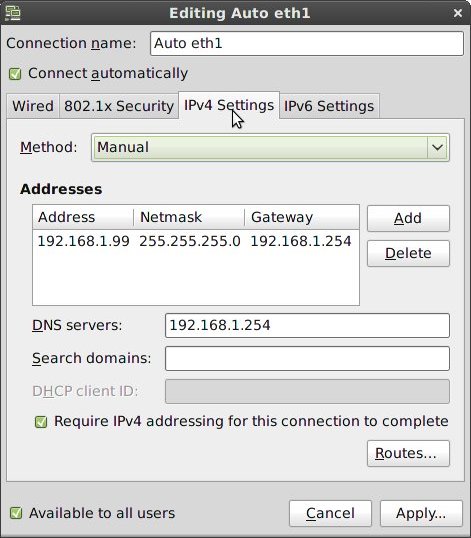 Editing Auto eth1
Connection name: Auto eth1
Connect automatically
Wired 802.1x Security IPv4 Settings IPv6 Settings
Method: Manual
Addresses
Address Netmask Gateway
Add
192.168.1.99 255.255.255.0 192.168.1.254
Delete
DNS servers: 192.168.1.254
Search domains:
DHCP client ID:
Require IPv4 addressing for this connection to complete
Routes...
Available to all users Cancel Apply...